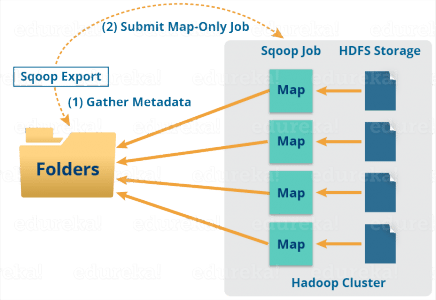 (2) Submit Map-Only Job
Sqoop Job
HDFS Storage
Sqoop Export
(1) Gather Metadata
Map
Folders
Map
Map
Map
Hadoop Cluster